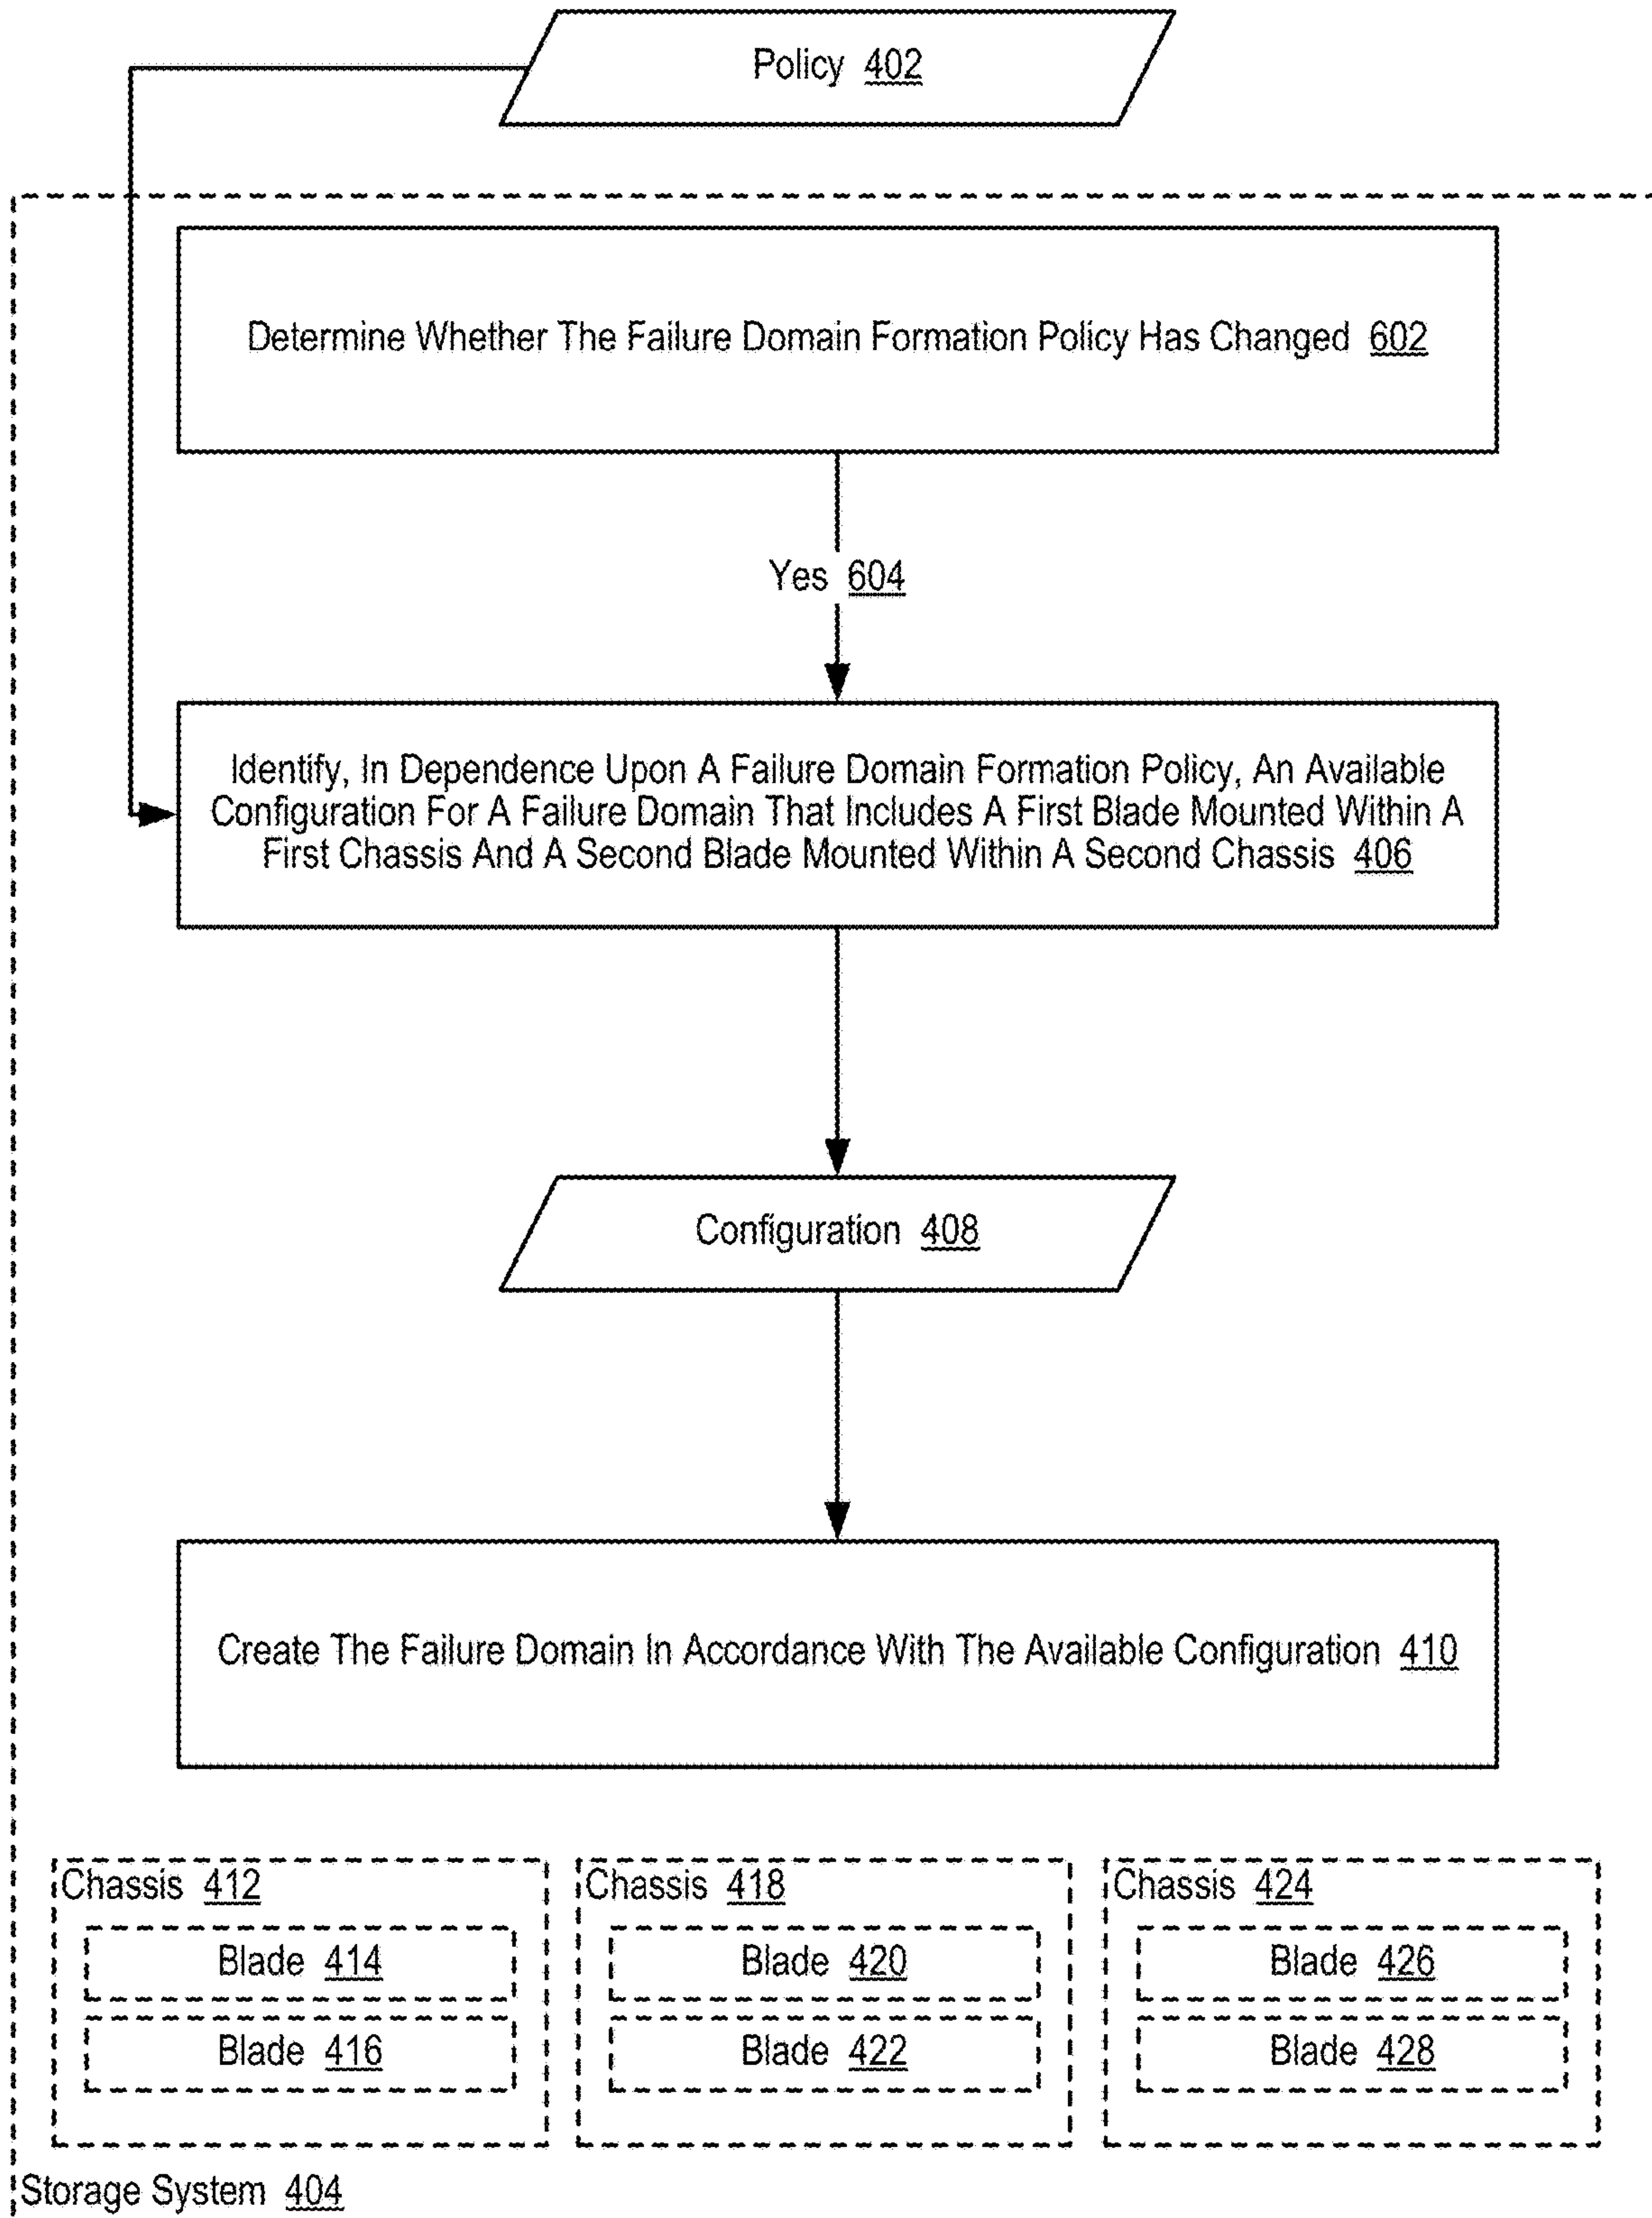 Policy 402
Determine Whether The Failure Domain Formation Policy Has Changed 602
Yes 604
Identify, In Dependence Upon A Failure Domain Formation Policy, An Available
Configuration For A Failure Domain That Includes A First Blade Mounted Within A
First Chassis And A Second Blade Mounted Within A Second Chassis 406
Configuration 408
Create The Failure Domain In Accordance With The Available Configuration 410
Chassis 412
Blade 414
Blade 416
Chassis 418
Blade 420
Blade 422
Chassis 424
Blade 426
Blade 428
Storage System 404